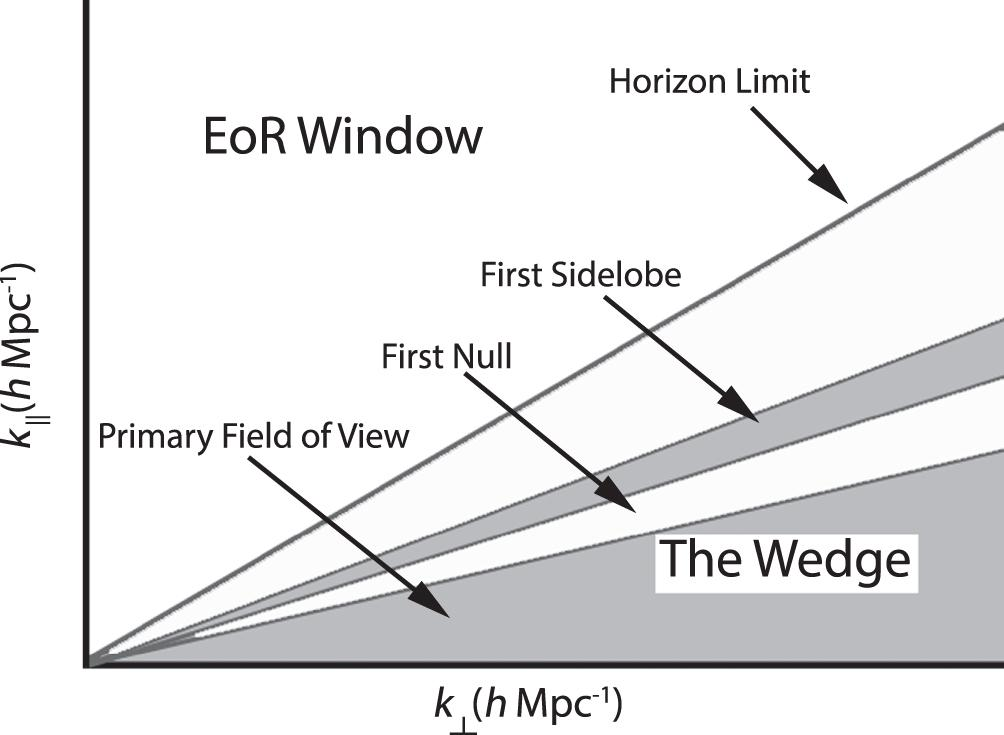 Horizon Limit
EoR Window
First Sidelobe
First Null
Primary Field of View
The Wedge
k∥(h Mpc⁻¹)
k⊥(h Mpc⁻¹)